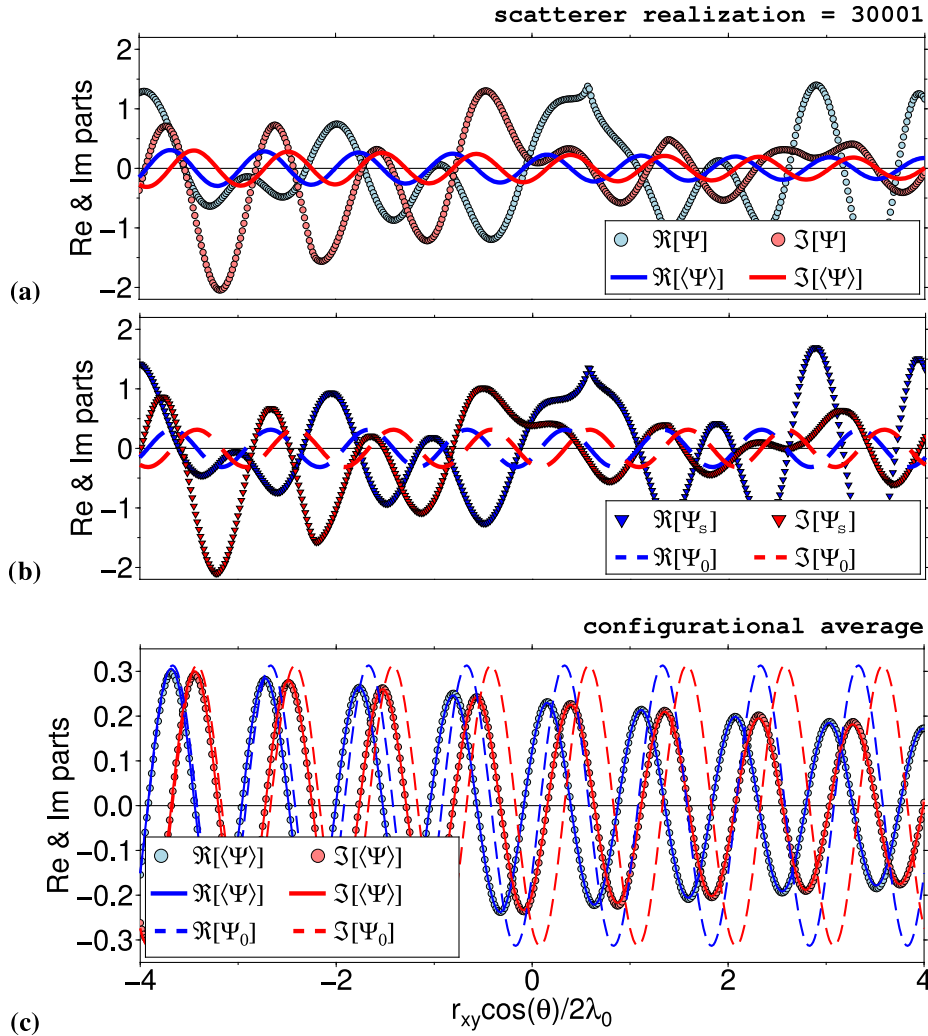 scatterer realization = 30001
Re & Im parts
2
1
0
−1
−2
ℜ[Ψ] ℑ[Ψ]
ℜ[⟨Ψ⟩] ℑ[⟨Ψ⟩]
(a)
Re & Im parts
2
1
0
−1
−2
ℜ[Ψs] ℑ[Ψs]
ℜ[Ψ0] ℑ[Ψ0]
(b)
configurational average
Re & Im parts
0.3
0.2
0.0
−0.1
−0.2
−0.3
ℜ[⟨Ψ⟩] ℑ[⟨Ψ⟩]
ℜ[⟨Ψ⟩] ℑ[⟨Ψ⟩]
ℜ[Ψ0] ℑ[Ψ0]
−4 −2 0 2 4
rxycos(θ)/2λ0
(c)